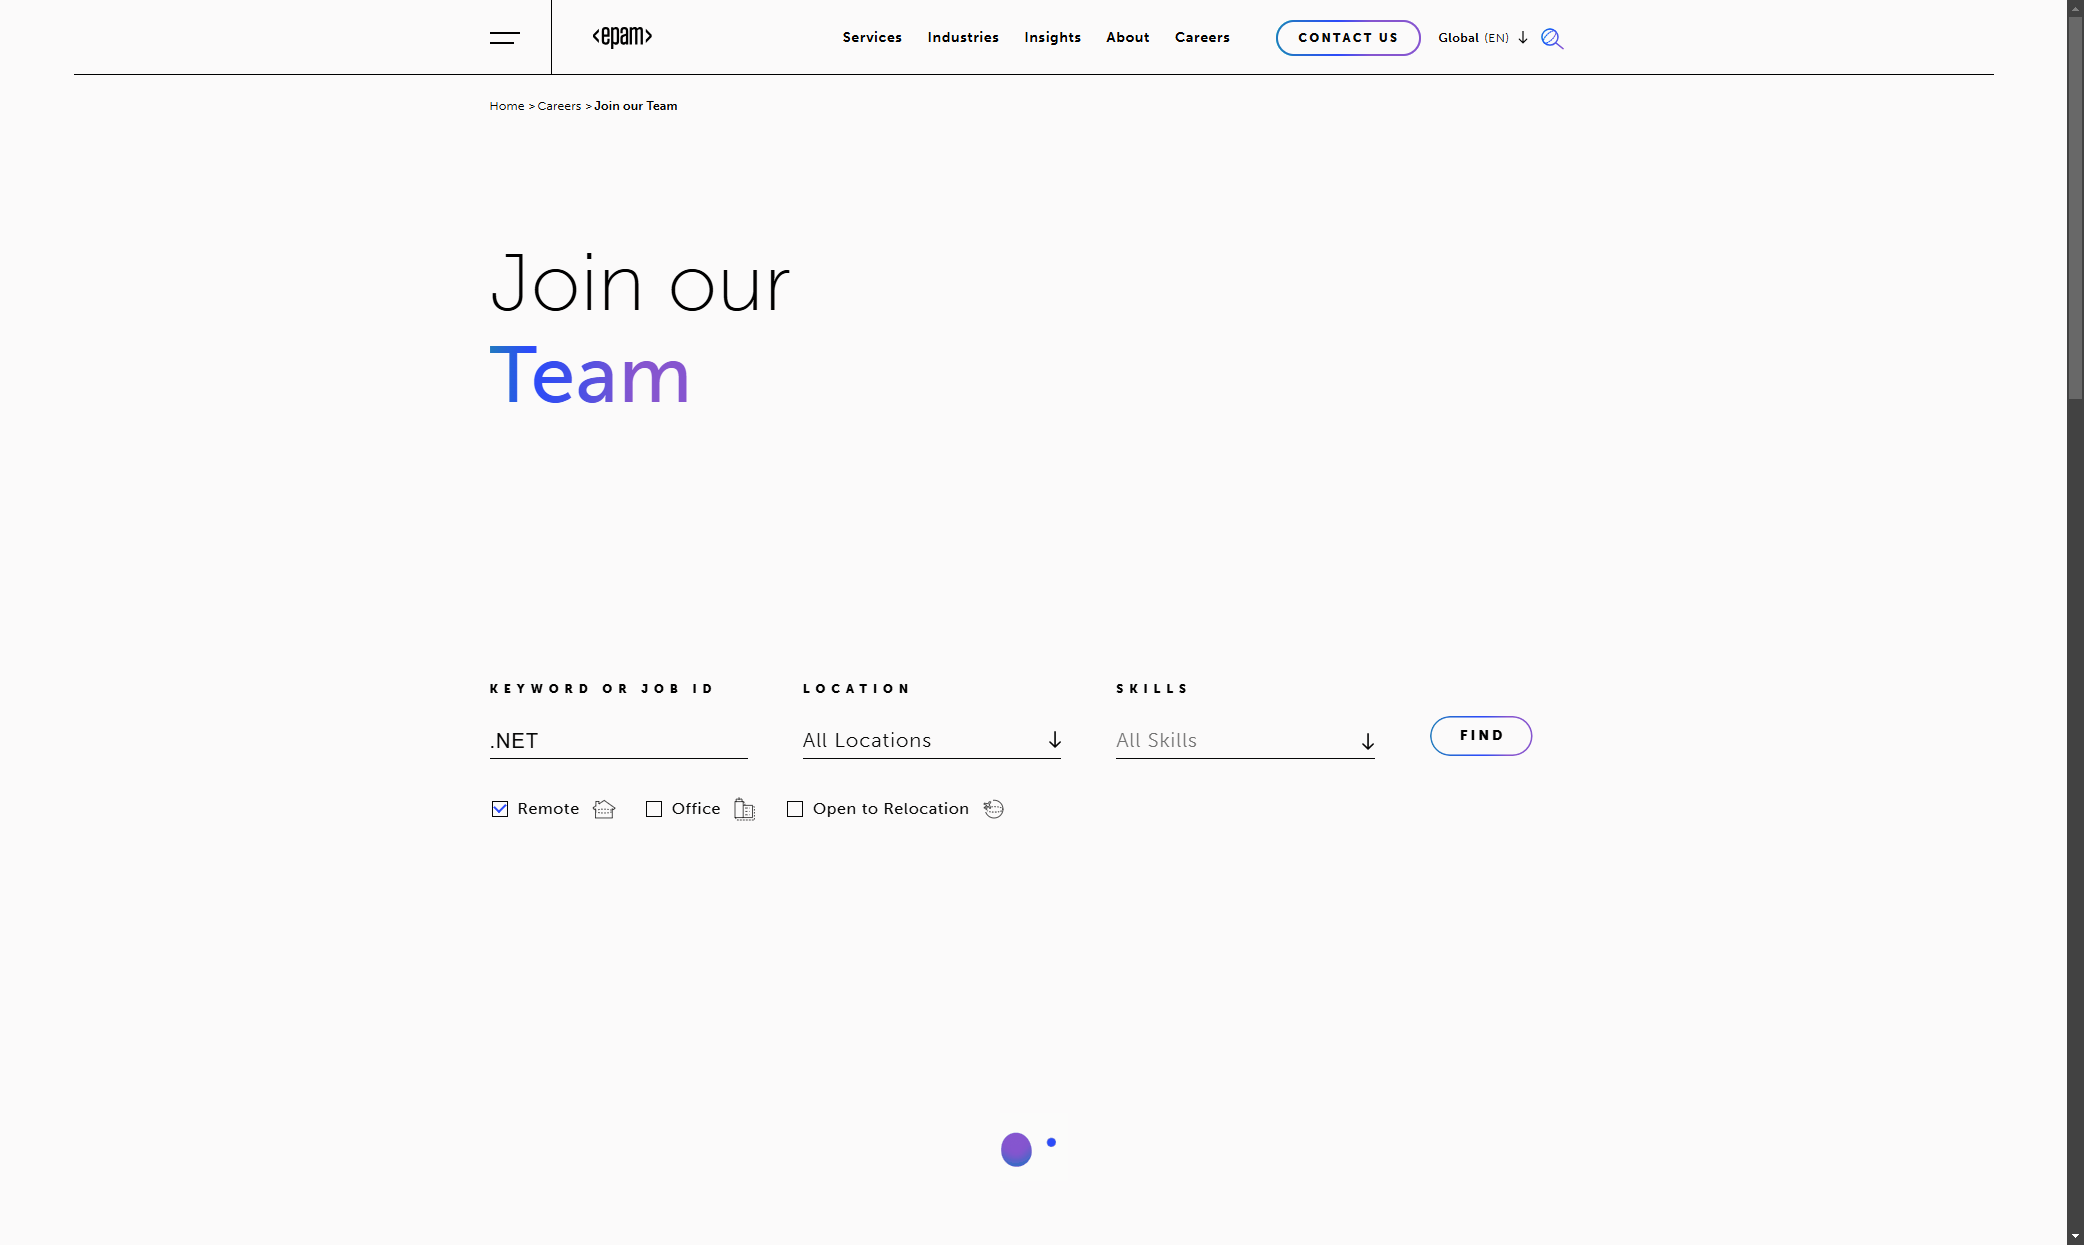 <epam>
Services Industries Insights About Careers CONTACT US Global (EN)
Home > Careers > Join our Team
Join our
Team
KEYWORD OR JOB ID LOCATION SKILLS
.NET All Locations All Skills FIND
Remote Office Open to Relocation